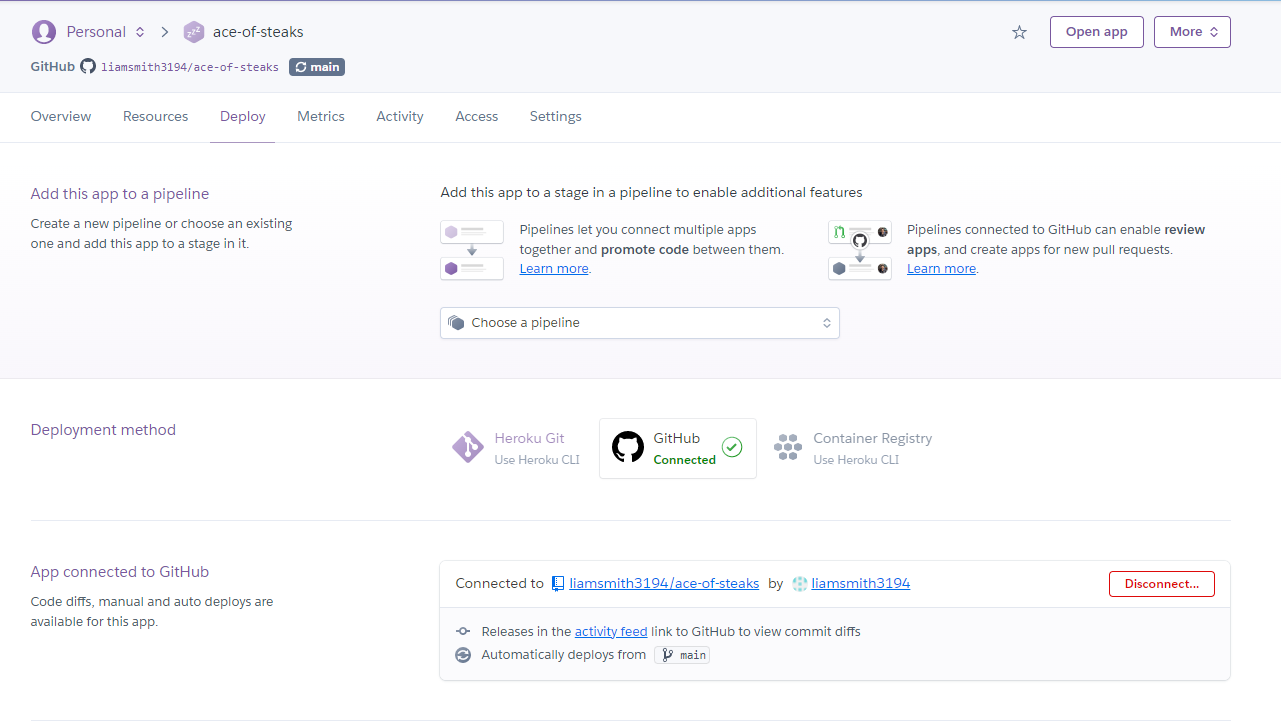 Personal ace-of-steaks Open app More
GitHub liamsmith3194/ace-of-steaks main
Overview Resources Deploy Metrics Activity Access Settings
Add this app to a pipeline
Create a new pipeline or choose an existing
one and add this app to a stage in it.
Add this app to a stage in a pipeline to enable additional features
Pipelines let you connect multiple apps
together and promote code between them.
Learn more.
Pipelines connected to GitHub can enable review
apps, and create apps for new pull requests.
Learn more.
Choose a pipeline
Deployment method
Heroku Git
Use Heroku CLI
GitHub
Connected
Container Registry
Use Heroku CLI
App connected to GitHub
Code diffs, manual and auto deploys are
available for this app.
Connected to liamsmith3194/ace-of-steaks by liamsmith3194 Disconnect...
Releases in the activity feed link to GitHub to view commit diffs
Automatically deploys from main